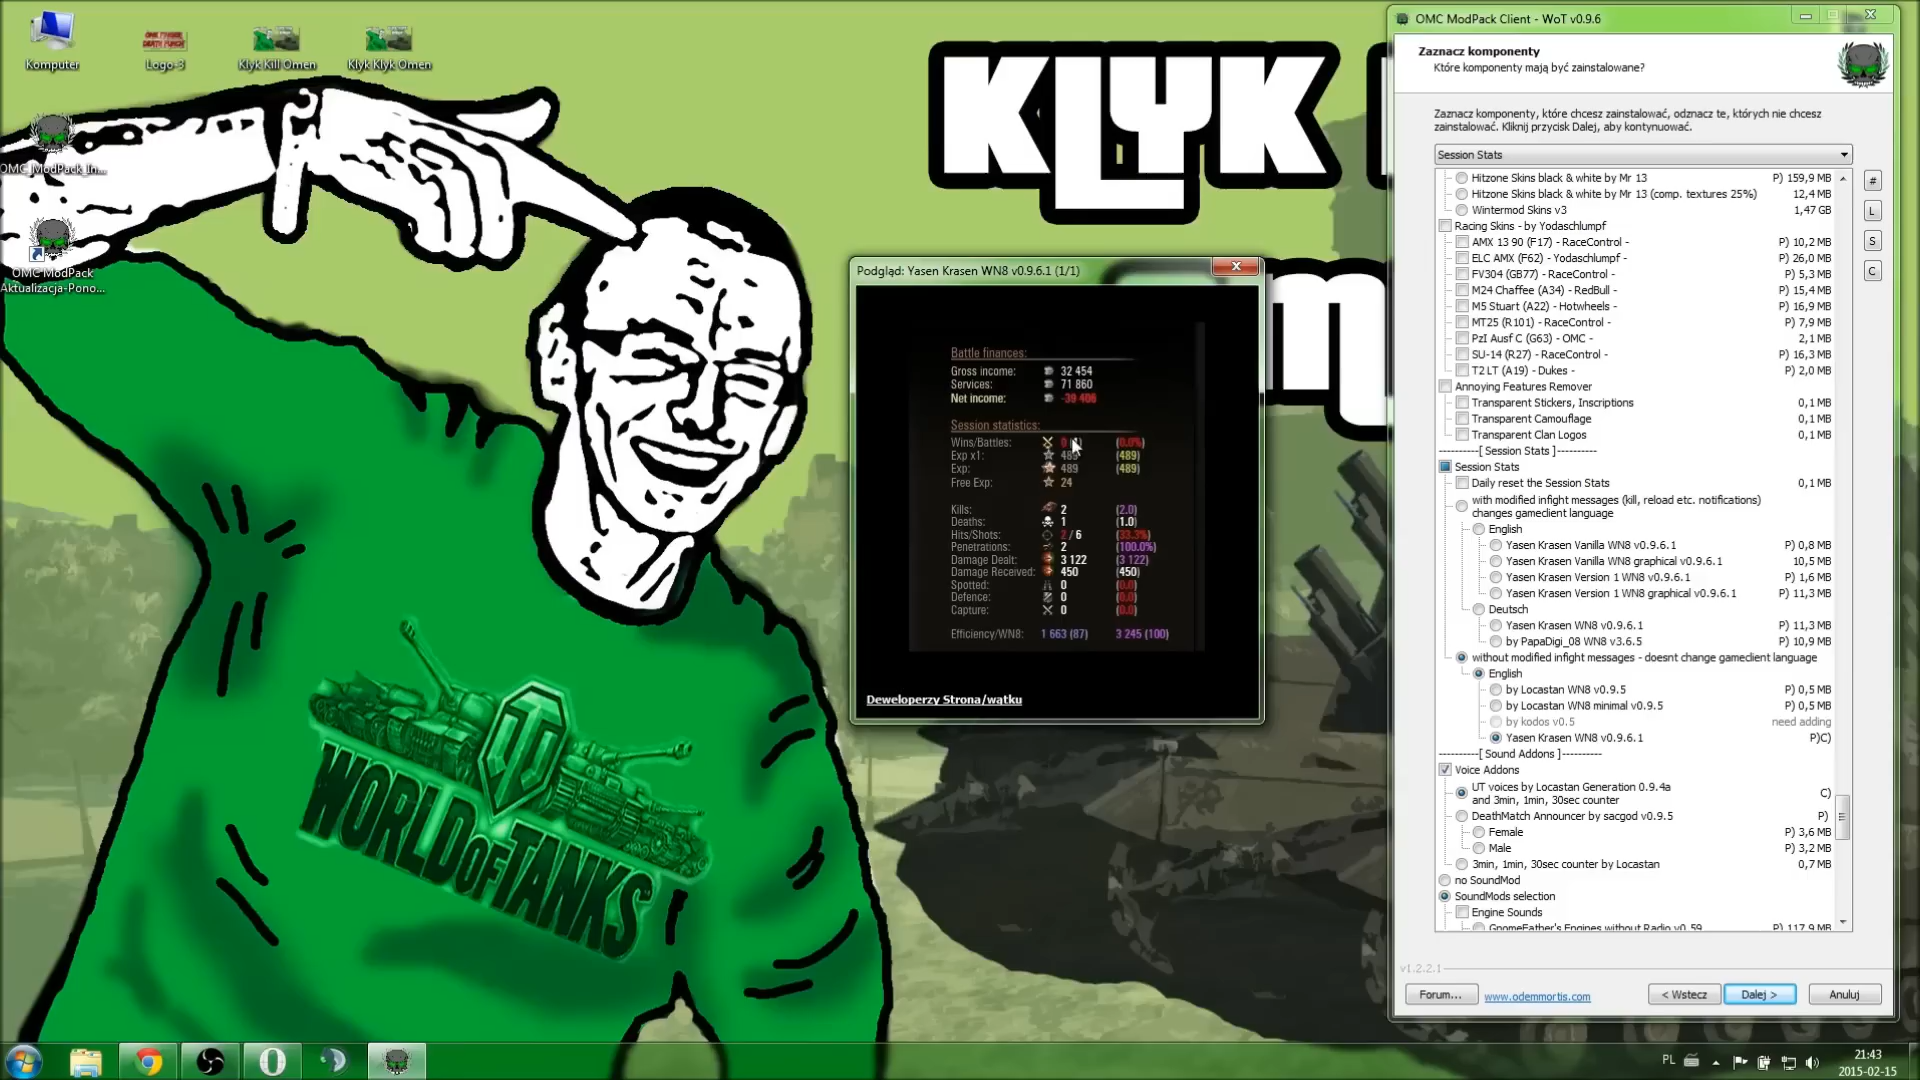 Komputer
Logo-3
Klyk Kill Omen
Klyk Klyk Omen
OMC ModPack_In...
OMC ModPack
Aktualizacja-Pono...
KLYK
WORLD OF TANKS
Podgląd: Yasen Krasen WN8 v0.9.6.1 (1/1)
Battle finances:
Gross income: 32 454
Services: 71 860
Net income: -39 406
Session statistics:
Wins/Battles: 0 (0.0%)
Exp x1: 489 (489)
Exp: 489 (489)
Free Exp: 24
Kills: 2 (2.0)
Deaths: 1 (1.0)
Hits/Shots: 2 / 6 (33.3%)
Penetrations: 2 (100.0%)
Damage Dealt: 3 122 (3 122)
Damage Received: 450 (450)
Spotted: 0 (0.0)
Defence: 0 (0.0)
Capture: 0 (0.0)
Efficiency/WN8: 1 663 (87) 3 245 (100)
Deweloperzy Strona/wątku
OMC ModPack Client - WoT v0.9.6
Zaznacz komponenty
Które komponenty mają być zainstalowane?
Zaznacz komponenty, które chcesz zainstalować, odznacz te, których nie chcesz
zainstalować. Kliknij przycisk Dalej, aby kontynuować.
Session Stats
Hitzone Skins black & white by Mr 13 P) 159,9 MB
Hitzone Skins black & white by Mr 13 (comp. textures 25%) 12,4 MB
Wintermod Skins v3 1,47 GB
Racing Skins - by Yodaschlumpf
AMX 13 90 (F17) - RaceControl - P) 10,2 MB
ELC AMX (F62) - Yodaschlumpf - P) 26,0 MB
FV304 (GB77) - RaceControl - P) 5,3 MB
M24 Chaffee (A34) - RedBull - P) 15,4 MB
M5 Stuart (A22) - Hotwheels - P) 16,9 MB
MT25 (R101) - RaceControl - P) 7,9 MB
PzI Ausf C (G63) - OMC - 2,1 MB
SU-14 (R27) - RaceControl - P) 16,3 MB
T2 LT (A19) - Dukes - P) 2,0 MB
Annoying Features Remover
Transparent Stickers, Inscriptions 0,1 MB
Transparent Camouflage 0,1 MB
Transparent Clan Logos 0,1 MB
----------[ Session Stats ]----------
Session Stats
Daily reset the Session Stats 0,1 MB
with modified infight messages (kill, reload etc. notifications)
changes gameclient language
English
Yasen Krasen Vanilla WN8 v0.9.6.1 P) 0,8 MB
Yasen Krasen Vanilla WN8 graphical v0.9.6.1 10,5 MB
Yasen Krasen Version 1 WN8 v0.9.6.1 P) 1,6 MB
Yasen Krasen Version 1 WN8 graphical v0.9.6.1 P) 11,3 MB
Deutsch
Yasen Krasen WN8 v0.9.6.1 P) 11,3 MB
by PapaDigi_08 WN8 v3.6.5 P) 10,9 MB
without modified infight messages - doesnt change gameclient language
English
by Locastan WN8 v0.9.5 P) 0,5 MB
by Locastan WN8 minimal v0.9.5 P) 0,5 MB
by kodos v0.5 need adding
Yasen Krasen WN8 v0.9.6.1 P)C)
----------[ Sound Addons ]----------
Voice Addons
UT voices by Locastan Generation 0.9.4a
and 3min, 1min, 30sec counter C)
DeathMatch Announcer by sacgod v0.9.5 P)
Female P) 3,6 MB
Male P) 3,2 MB
3min, 1min, 30sec counter by Locastan 0,7 MB
no SoundMod
SoundMods selection
Engine Sounds
GnomeFather's Engines without Radio v0.59 P) 117,9 MB
#
L
S
C
v1.2.2.1
Forum...
www.odemmortis.com
< Wstecz
Dalej >
Anuluj
PL
21:43
2015-02-15